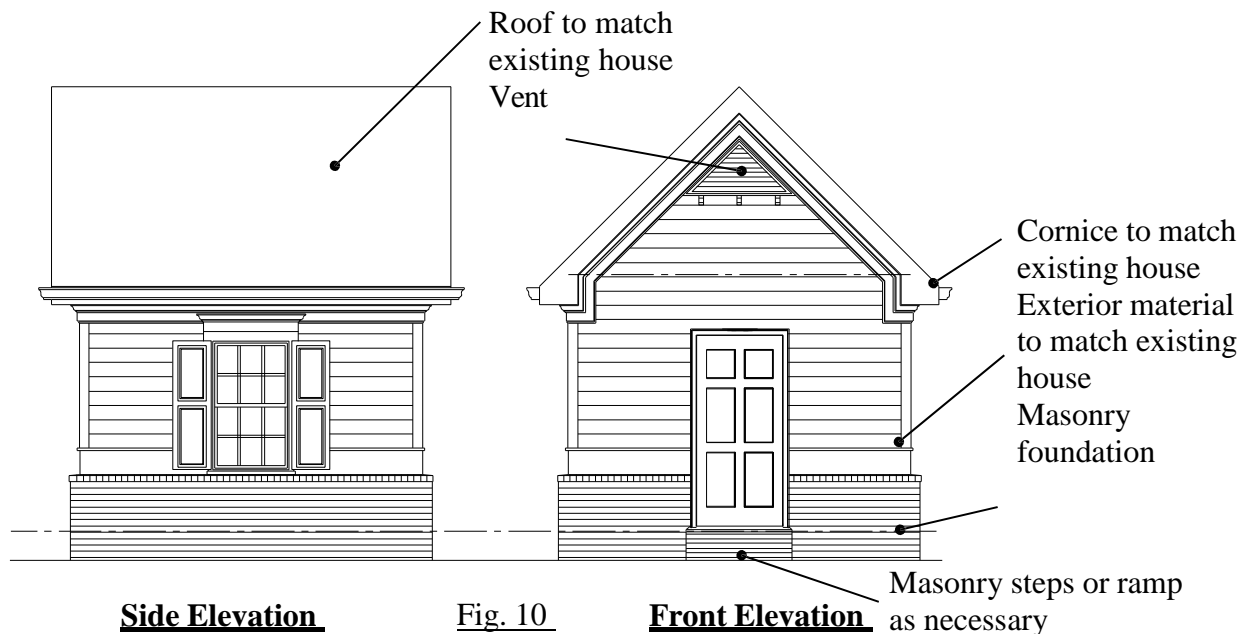 Roof to match
existing house
Vent
Cornice to match
existing house
Exterior material
to match existing
house
Masonry
foundation
Masonry steps or ramp
as necessary
Side Elevation
Fig. 10
Front Elevation